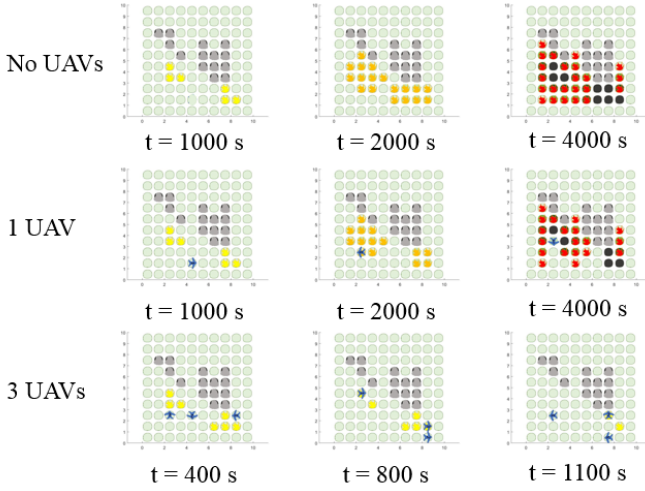 No UAVs
t = 1000 s
t = 2000 s
t = 4000 s
1 UAV
t = 1000 s
t = 2000 s
t = 4000 s
3 UAVs
t = 400 s
t = 800 s
t = 1100 s